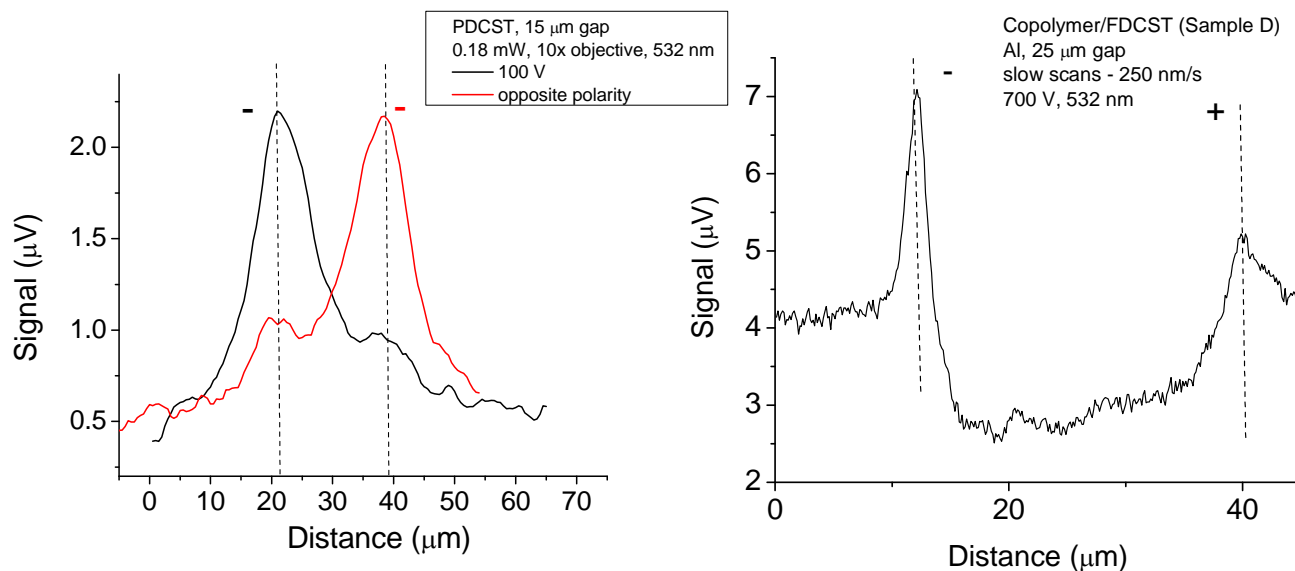 PDCST, 15 μm gap
0.18 mW, 10x objective, 532 nm
100 V
opposite polarity
-
-
2.0
1.5
1.0
0.5
Signal (μV)
0 10 20 30 40 50 60 70
Distance (μm)
Copolymer/FDCST (Sample D)
Al, 25 μm gap
slow scans - 250 nm/s
700 V, 532 nm
-
+
7
6
5
4
3
2
Signal (μV)
0 20 40
Distance (μm)